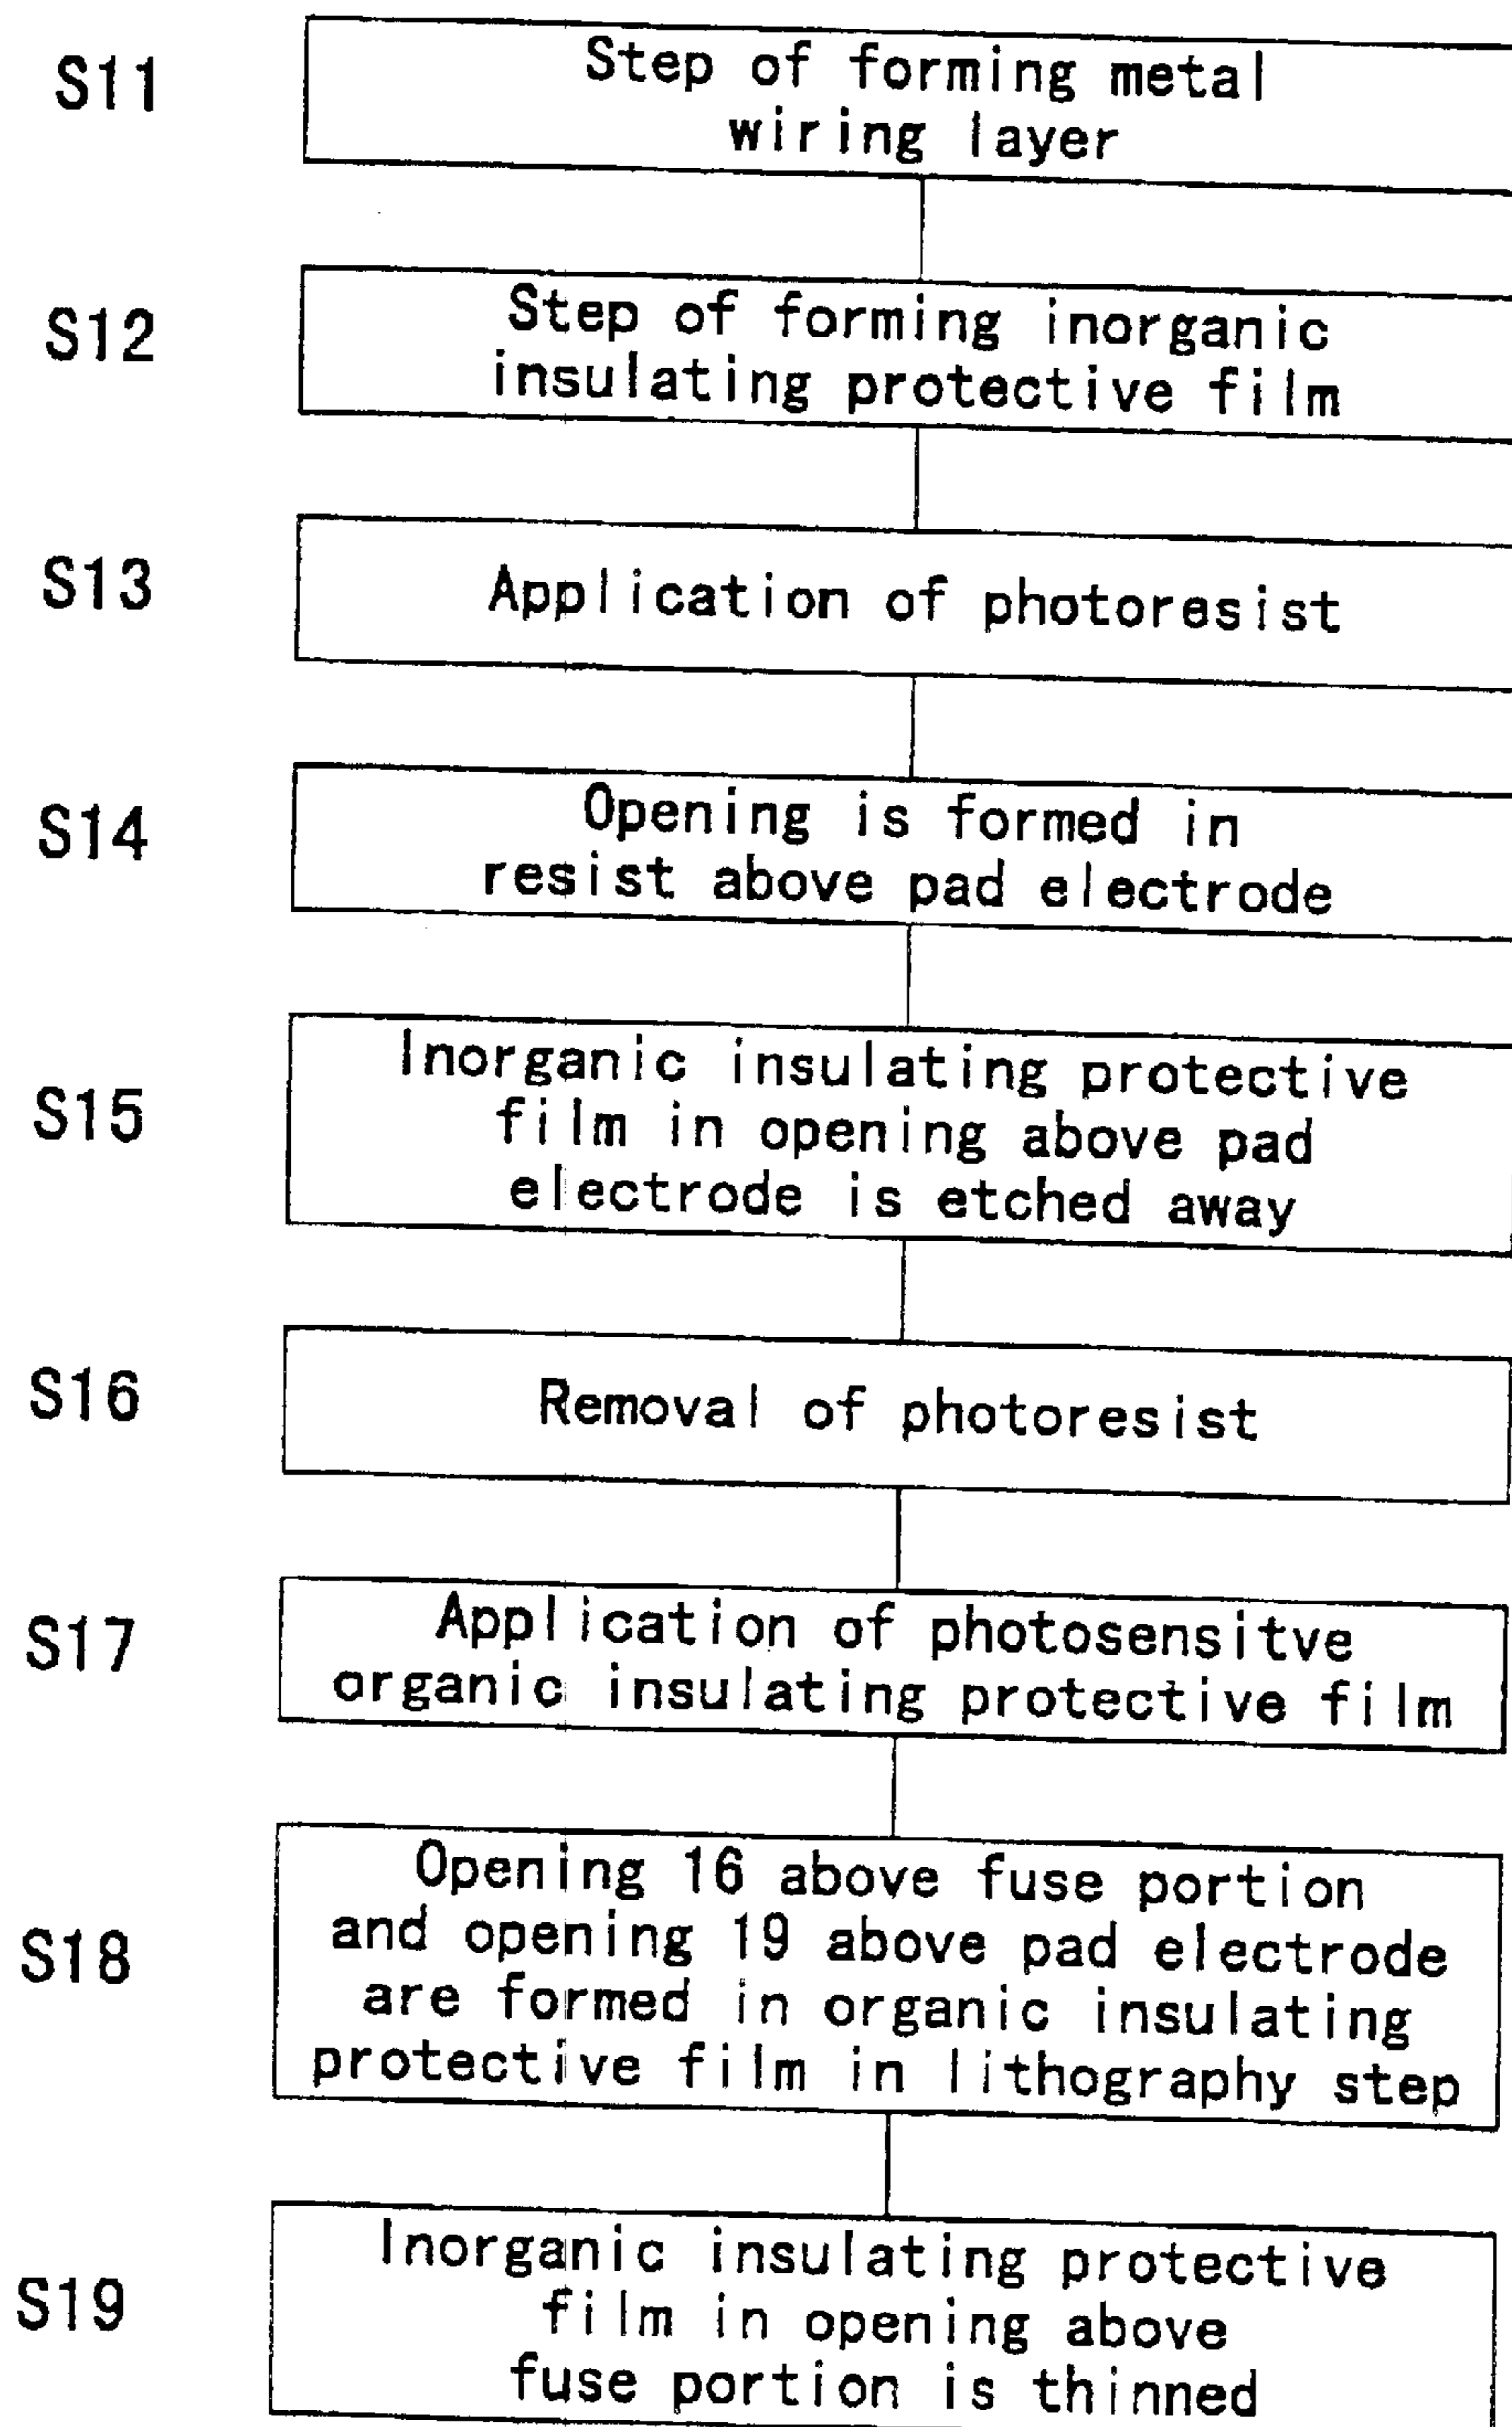 S11
Step of forming metal
wiring layer
S12
Step of forming inorganic
insulating protective film
S13
Application of photoresist
S14
Opening is formed in
resist above pad electrode
S15
Inorganic insulating protective
film in opening above pad
electrode is etched away
S16
Removal of photoresist
S17
Application of photosensitve
organic insulating protective film
S18
Opening 16 above fuse portion
and opening 19 above pad electrode
are formed in organic insulating
protective film in lithography step
S19
Inorganic insulating protective
film in opening above
fuse portion is thinned